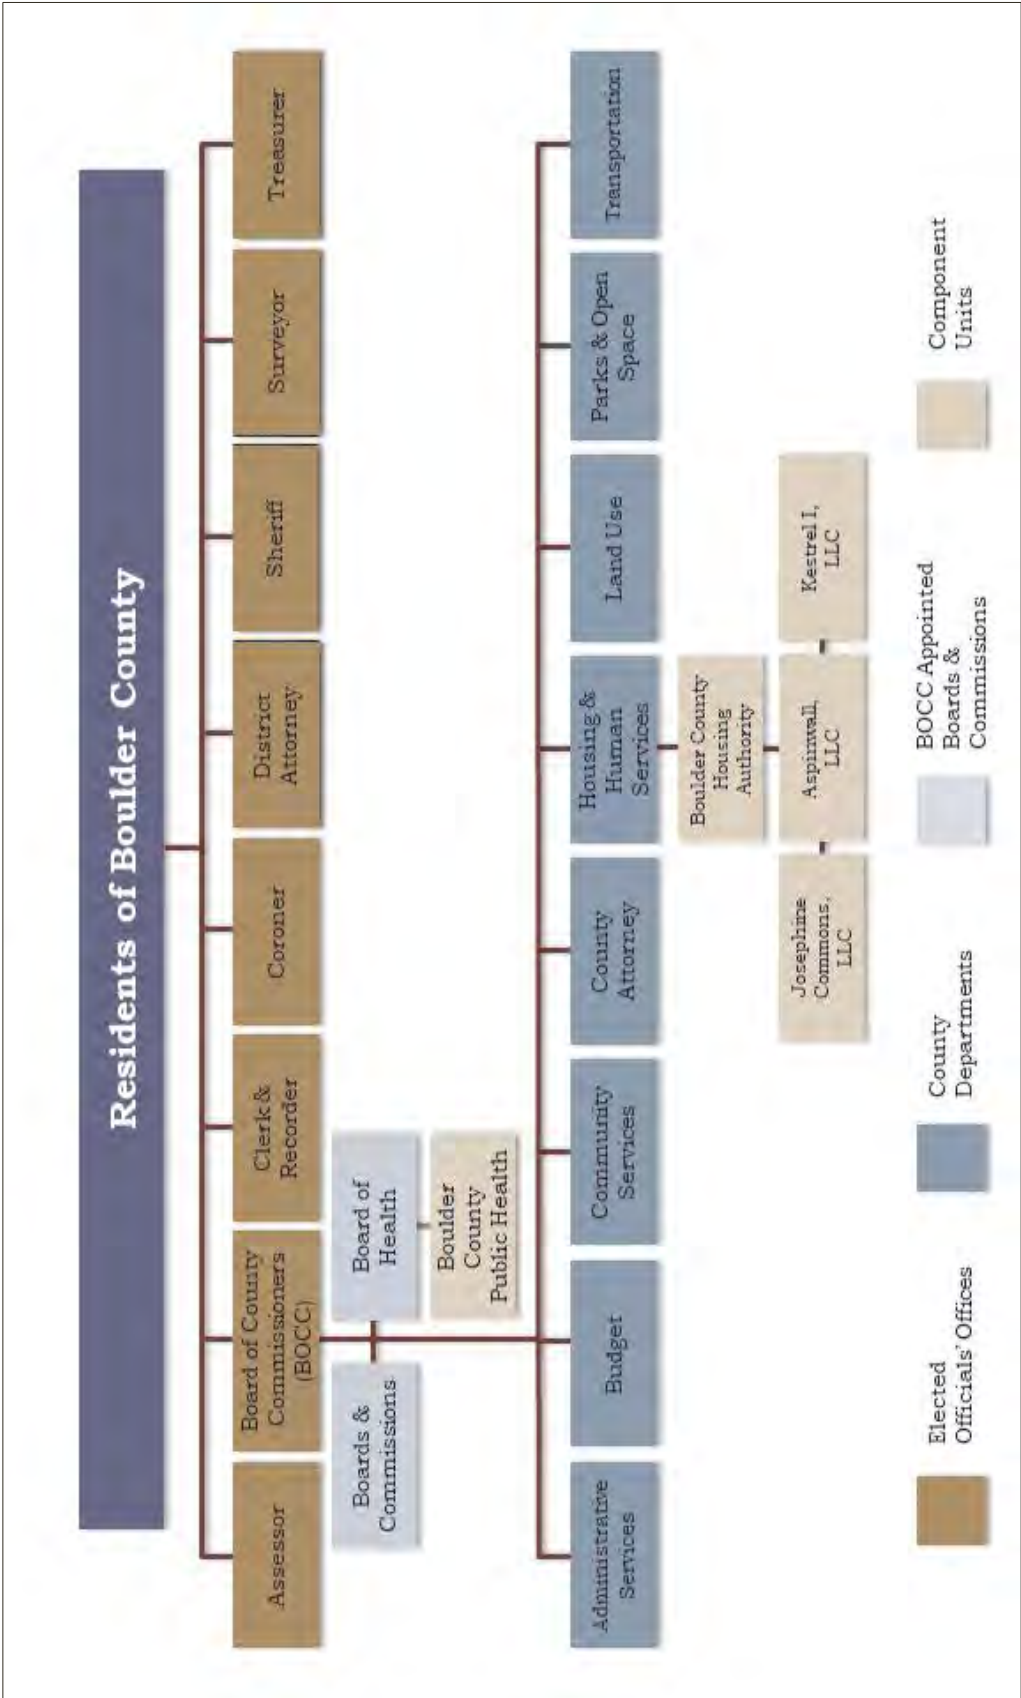 Residents of Boulder County
Assessor
Board of County
Commissioners
(BOCC)
Clerk &
Recorder
Coroner
District
Attorney
Sheriff
Surveyor
Treasurer
Boards &
Commissions
Board of
Health
Boulder
County
Public Health
Administrative
Services
Budget
Community
Services
County
Attorney
Housing &
Human
Services
Land Use
Parks & Open
Space
Transportation
Boulder County
Housing
Authority
Josephine
Commons,
LLC
Aspinwall,
LLC
Kestrel I,
LLC
Elected
Officials' Offices
County
Departments
BOCC Appointed
Boards &
Commissions
Component
Units